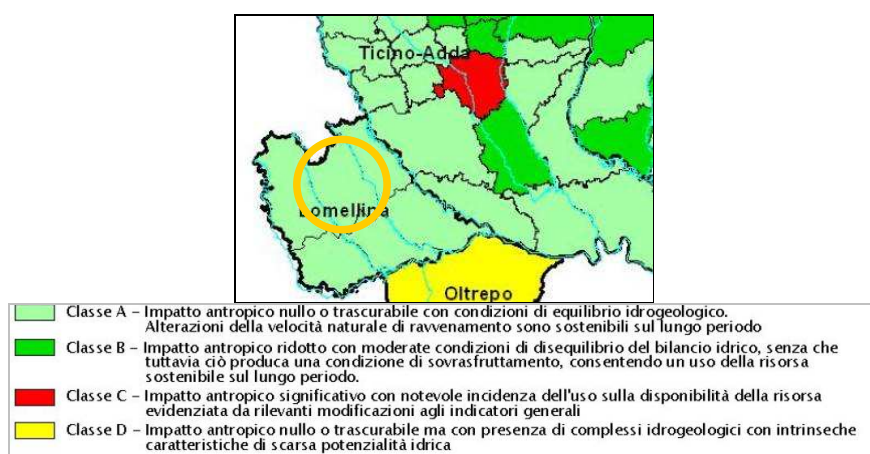 Ticino-Adda
Lomellina
Oltrepo
Classe A – Impatto antropico nullo o trascurabile con condizioni di equilibrio idrogeologico.
Alterazioni della velocità naturale di ravvenamento sono sostenibili sul lungo periodo
Classe B – Impatto antropico ridotto con moderate condizioni di disequilibrio del bilancio idrico, senza che
tuttavia ciò produca una condizione di sovrasfruttamento, consentendo un uso della risorsa
sostenibile sul lungo periodo.
Classe C – Impatto antropico significativo con notevole incidenza dell'uso sulla disponibilità della risorsa
evidenziata da rilevanti modificazioni agli indicatori generali
Classe D – Impatto antropico nullo o trascurabile ma con presenza di complessi idrogeologici con intrinseche
caratteristiche di scarsa potenzialità idrica